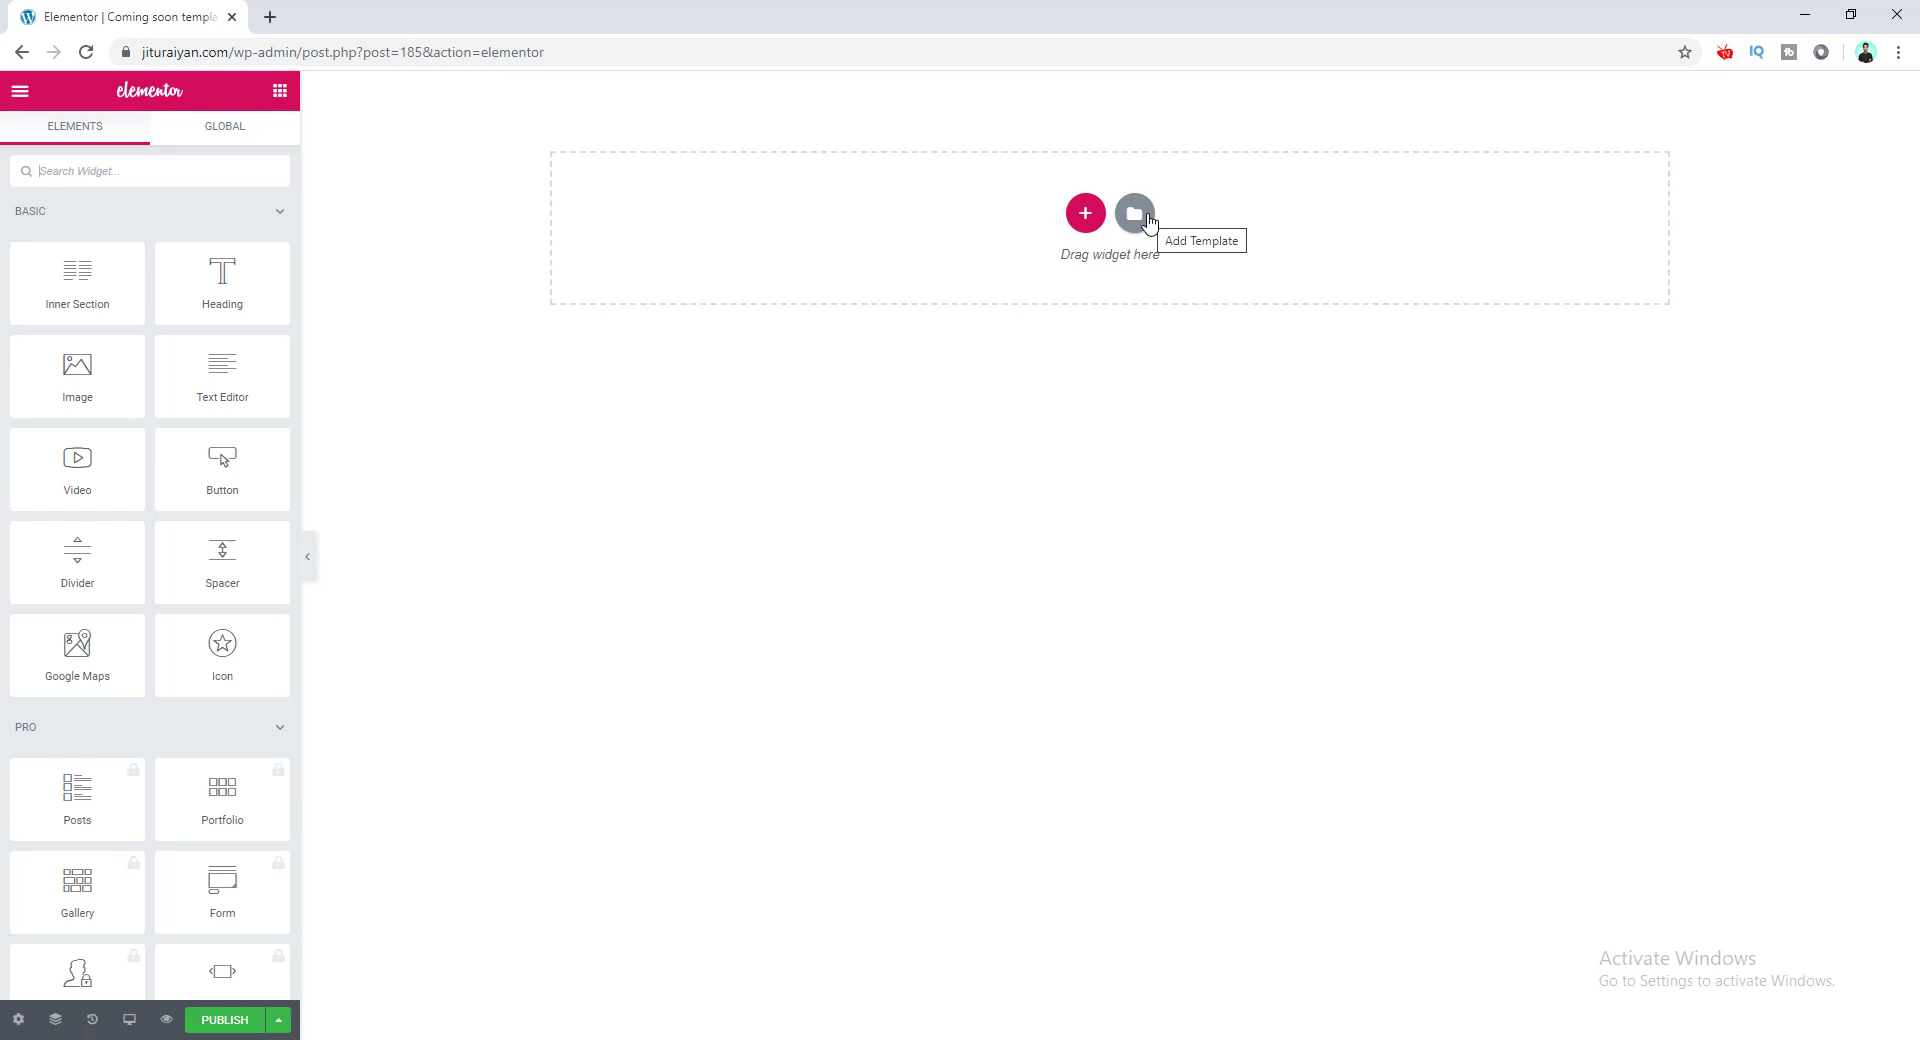 Elementor | Coming soon templa
jituraiyan.com/wp-admin/post.php?post=185&action=elementor
IQ
tb
elementor
ELEMENTS
GLOBAL
Search Widget...
BASIC
Inner Section
Heading
Image
Text Editor
Video
Button
Divider
Spacer
Google Maps
Icon
PRO
Posts
Portfolio
Gallery
Form
PUBLISH
Add Template
Drag widget here
Activate Windows
Go to Settings to activate Windows.